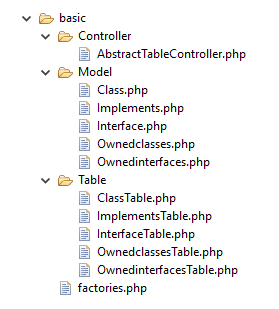 basic
Controller
AbstractTableController.php
Model
Class.php
Implements.php
Interface.php
Ownedclasses.php
Ownedinterfaces.php
Table
ClassTable.php
ImplementsTable.php
InterfaceTable.php
OwnedclassesTable.php
OwnedinterfacesTable.php
factories.php